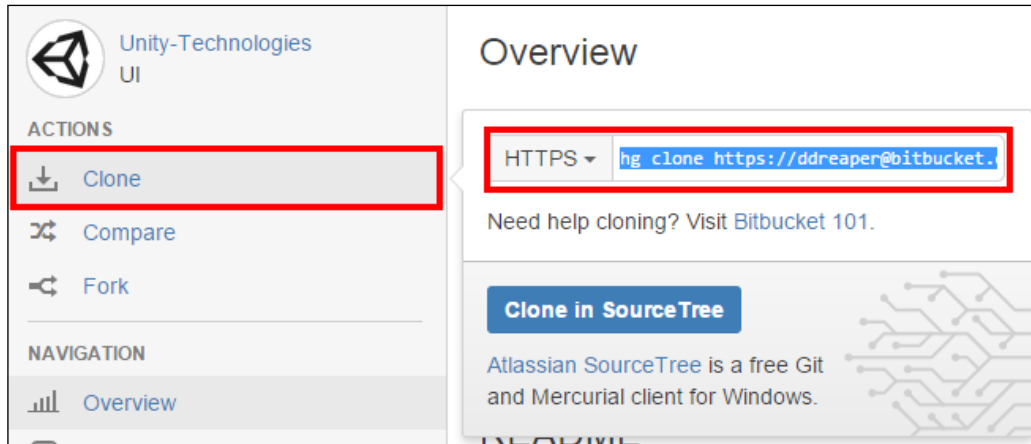 Unity-Technologies
UI
ACTIONS
Clone
Compare
Fork
NAVIGATION
Overview
Overview
HTTPS
hg clone https://ddreaper@bitbucket.
Need help cloning? Visit Bitbucket 101.
Clone in SourceTree
Atlassian SourceTree is a free Git
and Mercurial client for Windows.
README